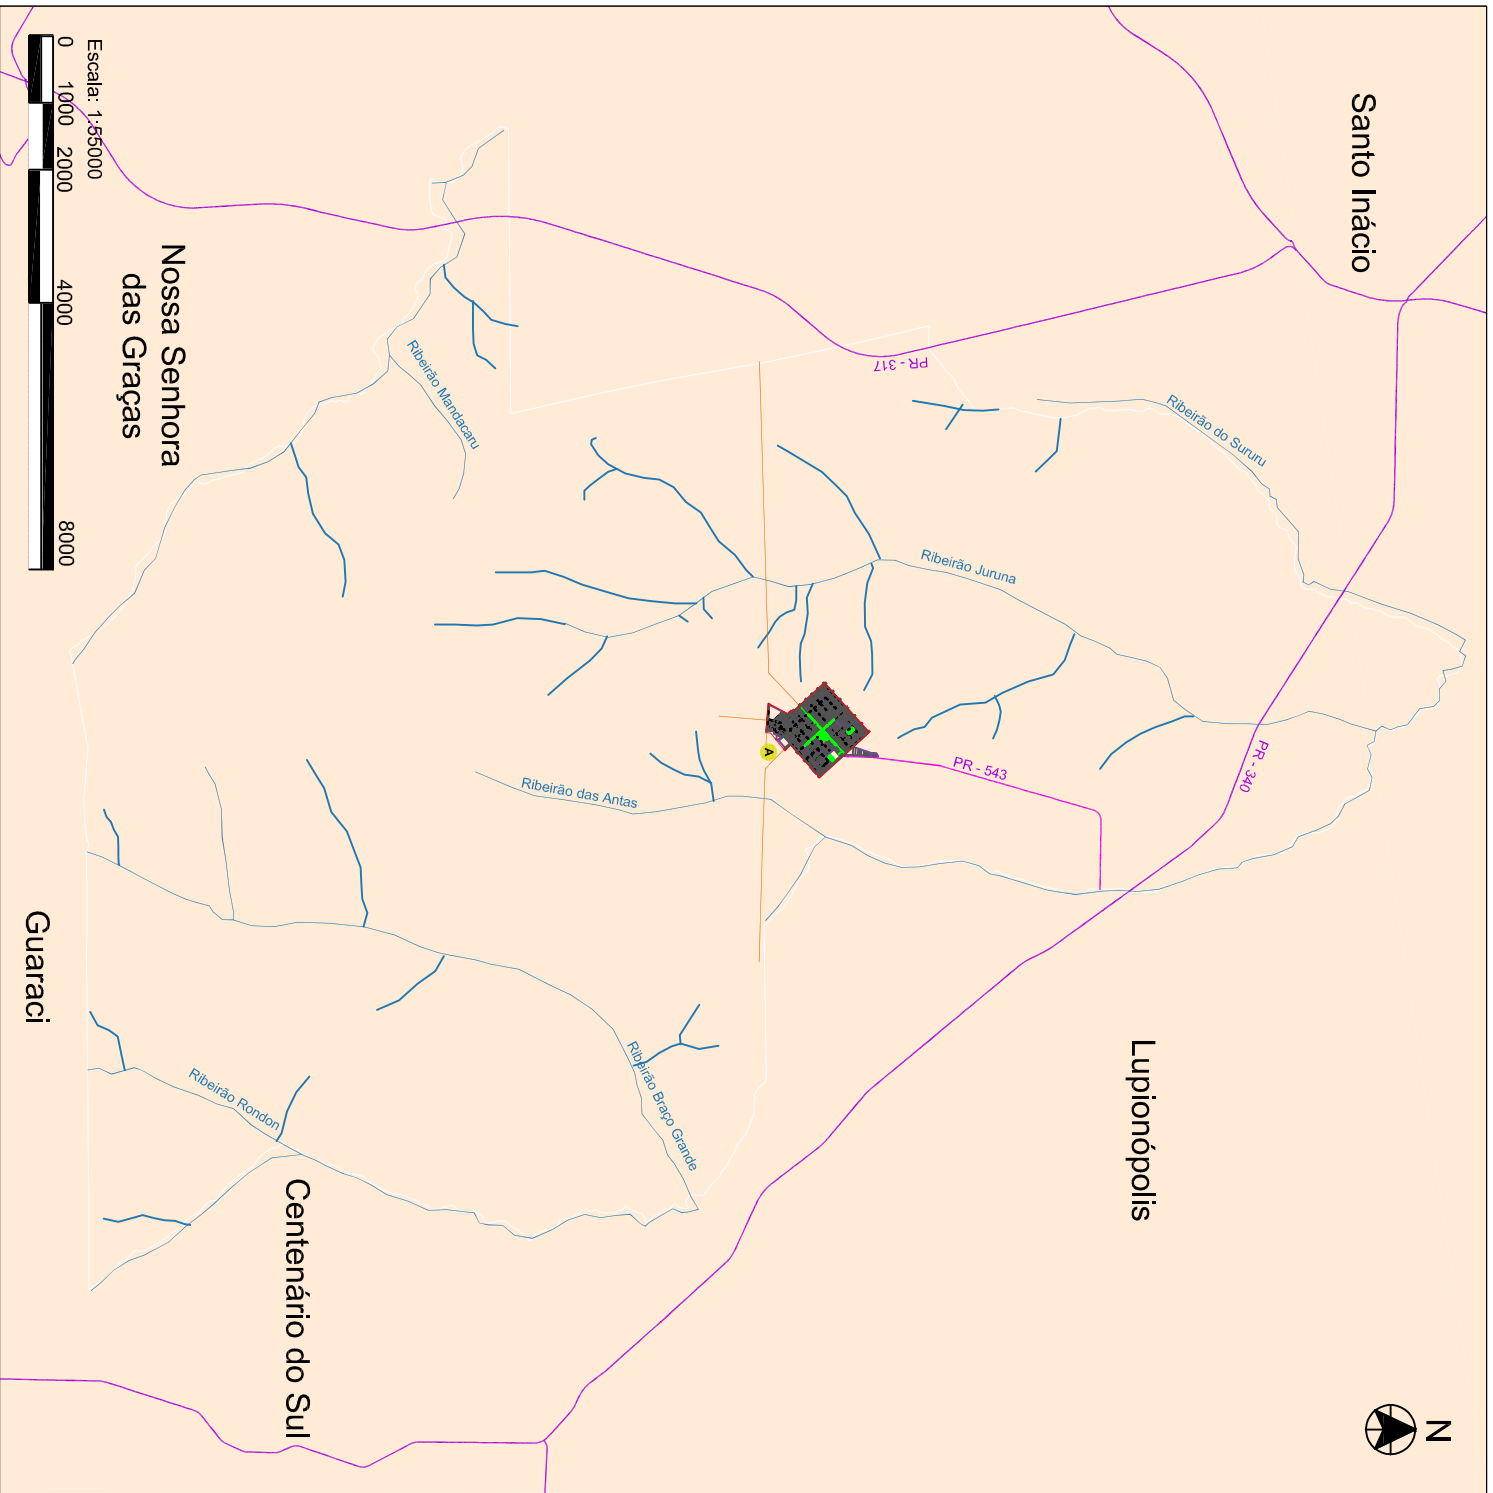 Santo Inácio
N
Ribeirão do Sururu
PR - 340
Lupionópolis
Ribeirão Juruna
PR - 543
PR - 317
A
Ribeirão das Antas
Ribeirão Mandacaru
Ribeirão Braço Grande
Ribeirão Rondon
Centenário do Sul
Nossa Senhora
das Graças
Guaraci
Escala: 1:55000
0 1000 2000 4000 8000